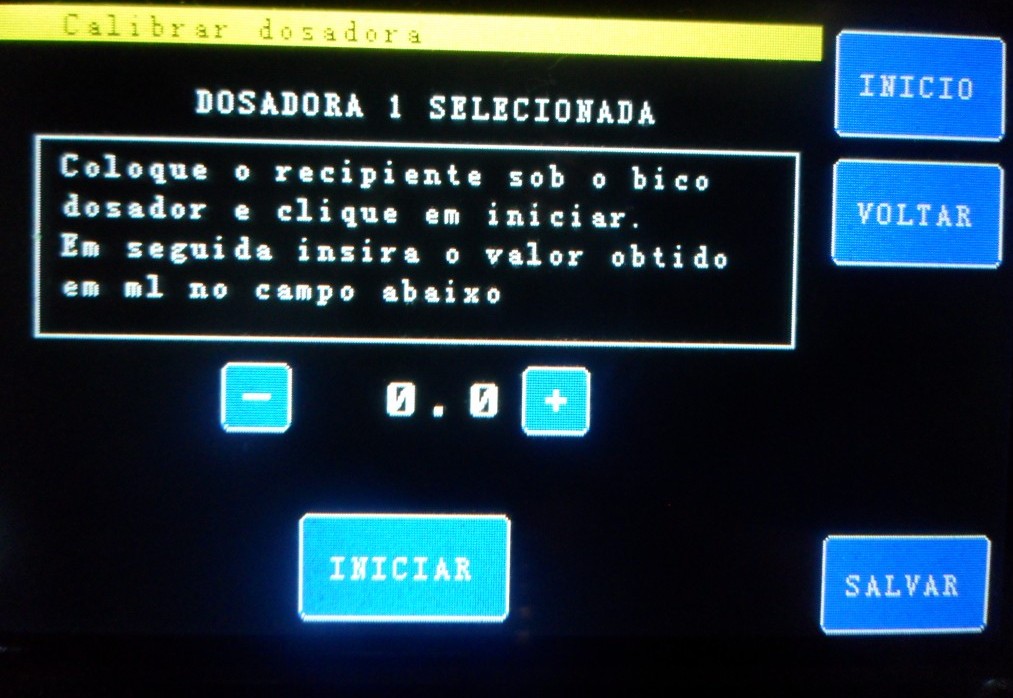 Calibrar dosadora
INICIO
DOSADORA 1 SELECIONADA
Coloque o recipiente sob o bico
dosador e clique em iniciar.
Em seguida insira o valor obtido
em ml no campo abaixo
VOLTAR
- 0.0 +
INICIAR
SALVAR